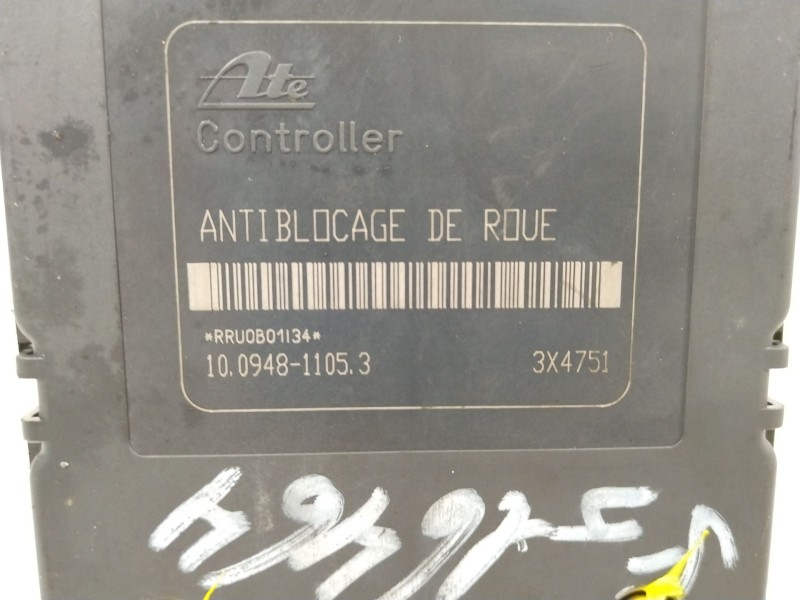 Ate
Controller
ANTIBLOCAGE DE ROUE
*RRU0B01I34*
10.0948-1105.3 3X4751